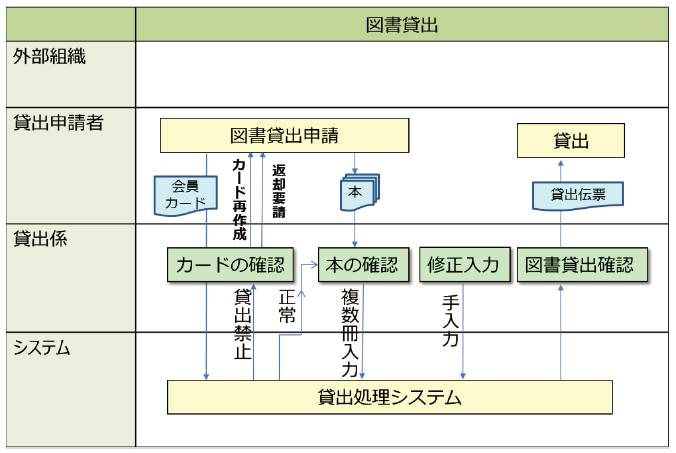 図書貸出
外部組織
貸出申請者
図書貸出申請
貸出
会員
カード
カード再作成
返却要請
本
貸出伝票
貸出係
カードの確認
本の確認
修正入力
図書貸出確認
貸出禁止
正常
複数冊入力
手入力
システム
貸出処理システム